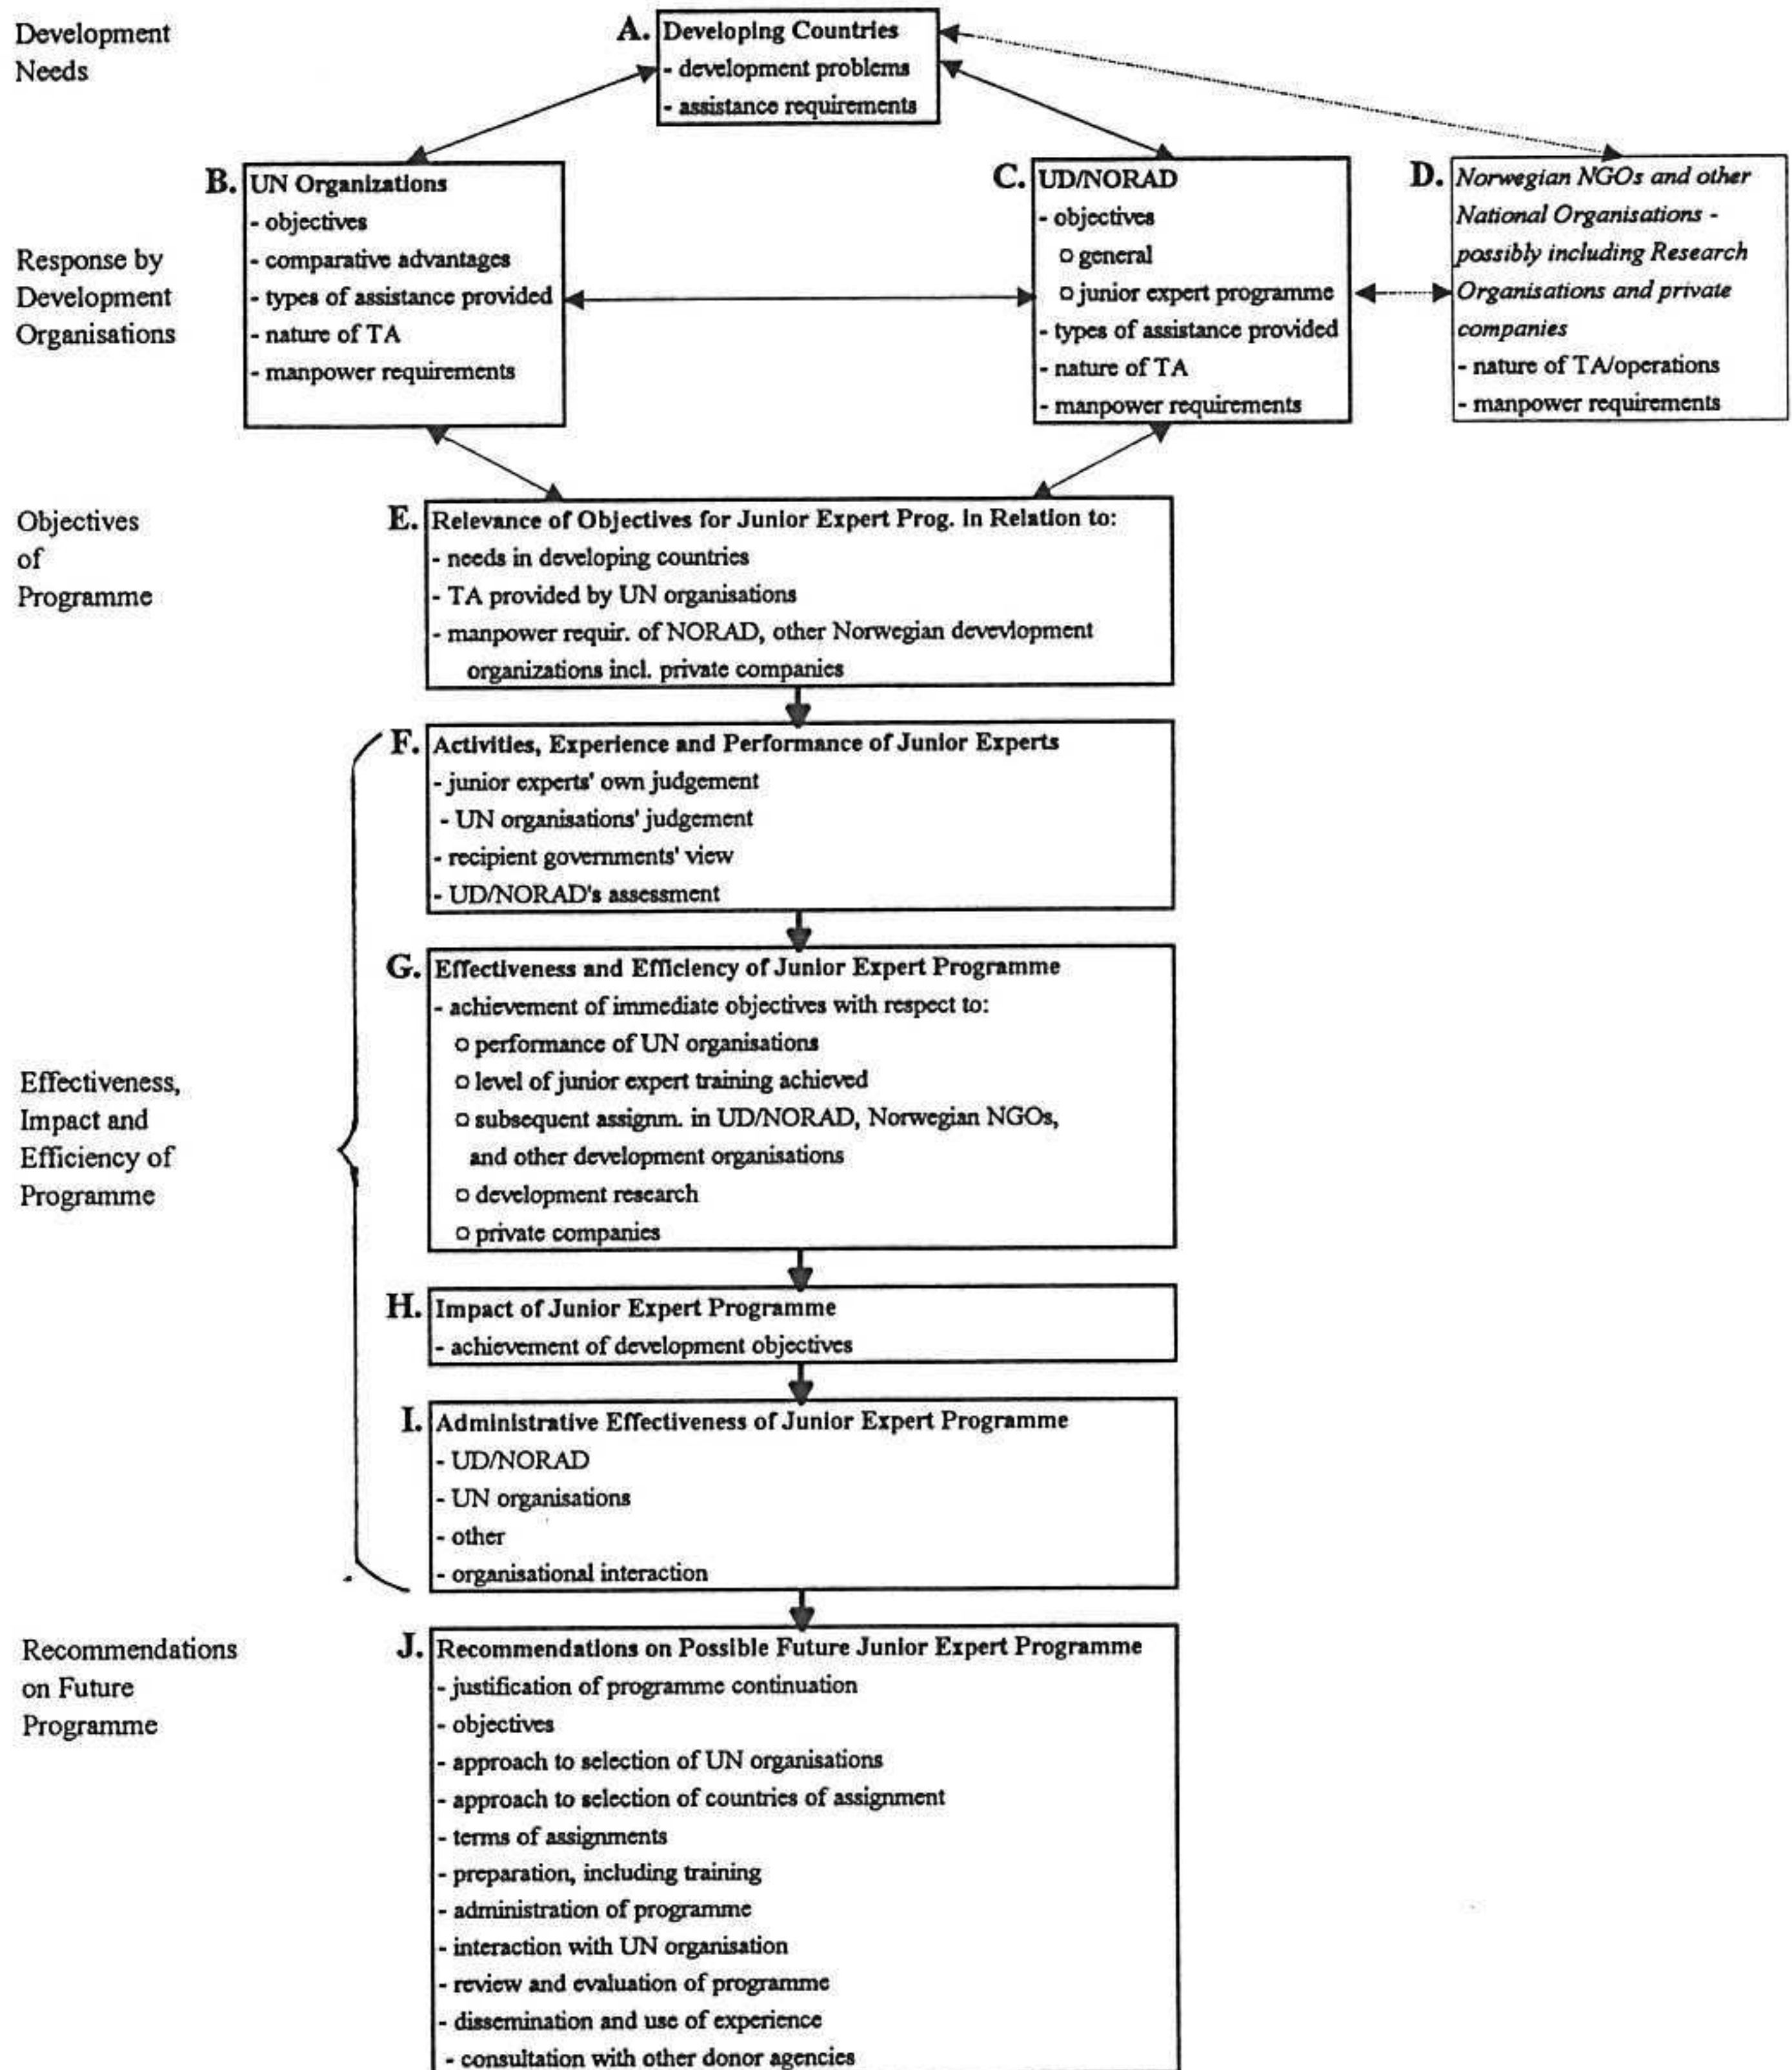 Development
Needs
A. Developing Countries
- development problems
- assistance requirements
Response by
Development
Organisations
B. UN Organizations
- objectives
- comparative advantages
- types of assistance provided
- nature of TA
- manpower requirements
C. UD/NORAD
- objectives
o general
o junior expert programme
- types of assistance provided
- nature of TA
- manpower requirements
D. Norwegian NGOs and other
National Organisations -
possibly including Research
Organisations and private
companies
- nature of TA/operations
- manpower requirements
Objectives
of
Programme
E. Relevance of Objectives for Junior Expert Prog. in Relation to:
- needs in developing countries
- TA provided by UN organisations
- manpower requir. of NORAD, other Norwegian devevlopment
organizations incl. private companies
Effectiveness,
Impact and
Efficiency of
Programme
F. Activities, Experience and Performance of Junior Experts
- junior experts' own judgement
- UN organisations' judgement
- recipient governments' view
- UD/NORAD's assessment
G. Effectiveness and Efficiency of Junior Expert Programme
- achievement of immediate objectives with respect to:
o performance of UN organisations
o level of junior expert training achieved
o subsequent assignm. in UD/NORAD, Norwegian NGOs,
and other development organisations
o development research
o private companies
H. Impact of Junior Expert Programme
- achievement of development objectives
I. Administrative Effectiveness of Junior Expert Programme
- UD/NORAD
- UN organisations
- other
- organisational interaction
Recommendations
on Future
Programme
J. Recommendations on Possible Future Junior Expert Programme
- justification of programme continuation
- objectives
- approach to selection of UN organisations
- approach to selection of countries of assignment
- terms of assignments
- preparation, including training
- administration of programme
- interaction with UN organisation
- review and evaluation of programme
- dissemination and use of experience
- consultation with other donor agencies